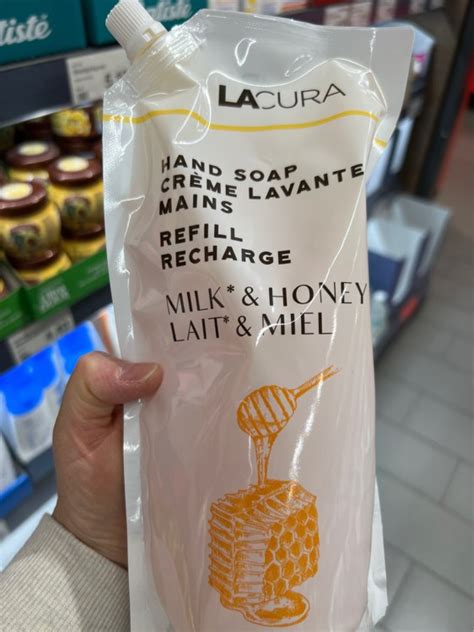 LACURA
HAND SOAP
CRÈME LAVANTE
MAINS
REFILL
RECHARGE
MILK* & HONEY
LAIT* & MIEL